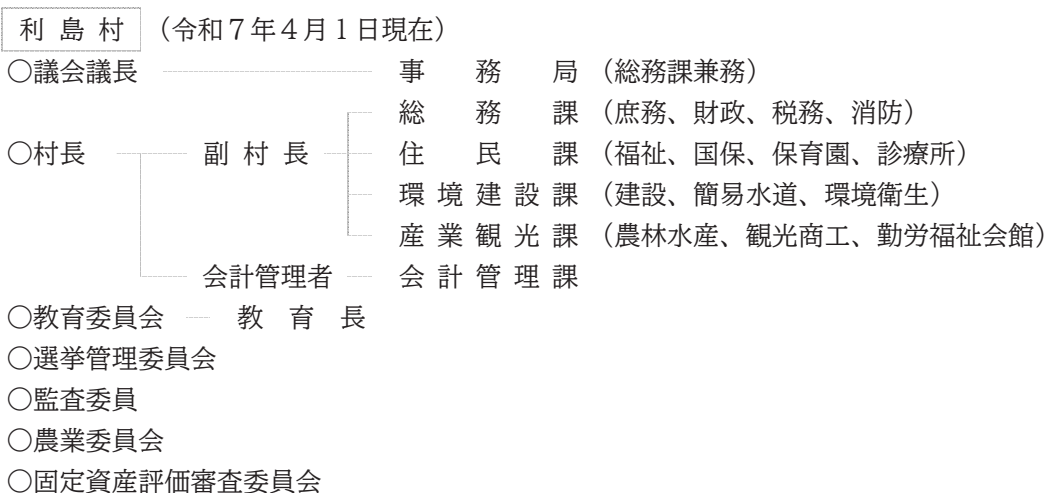 利島村 （令和７年４月１日現在）
○議会議長 事務局 （総務課兼務）
総務課 （庶務、財政、税務、消防）
○村長 副村長 住民課 （福祉、国保、保育園、診療所）
環境建設課 （建設、簡易水道、環境衛生）
産業観光課 （農林水産、観光商工、勤労福祉会館）
会計管理者 会計管理課
○教育委員会 教育長
○選挙管理委員会
○監査委員
○農業委員会
○固定資産評価審査委員会